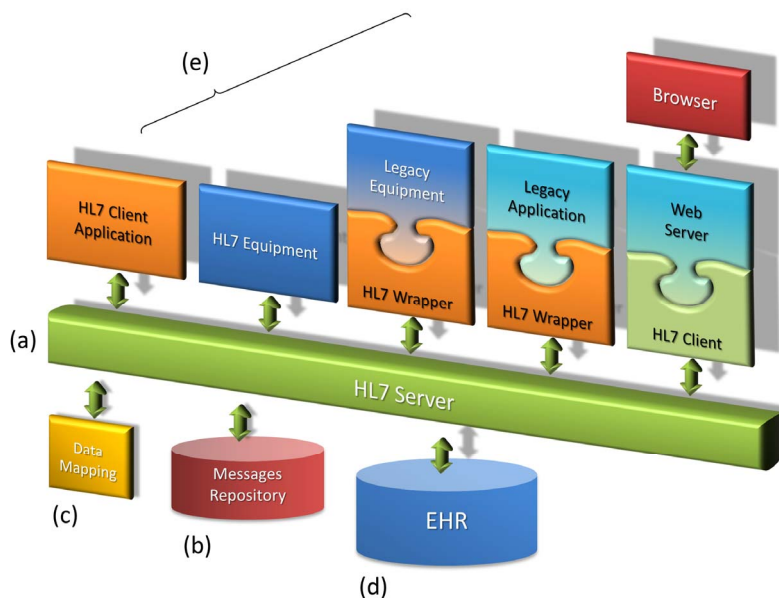 (e)
Browser
HL7 Client
Application
HL7 Equipment
Legacy
Equipment
HL7 Wrapper
Legacy
Application
HL7 Wrapper
Web
Server
HL7 Client
(a)
HL7 Server
Data
Mapping
(c)
Messages
Repository
(b)
EHR
(d)